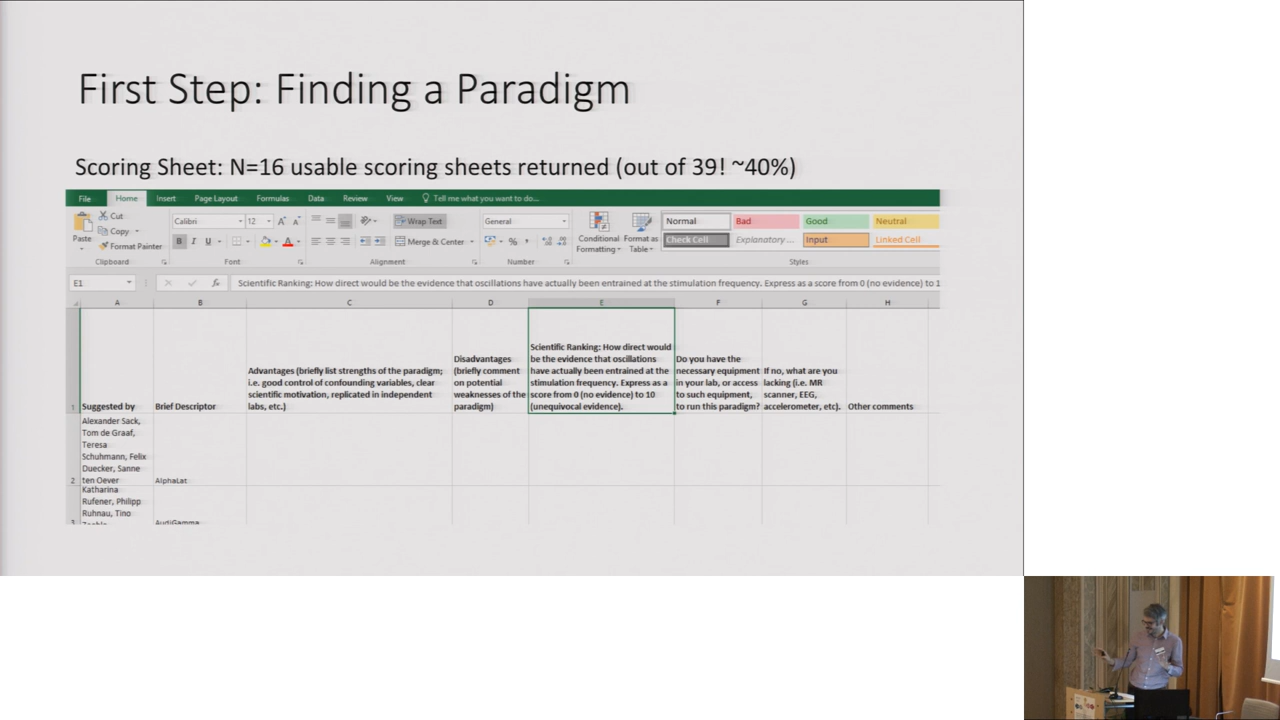 First Step: Finding a Paradigm
Scoring Sheet: N=16 usable scoring sheets returned (out of 39! ~40%)
File Home Insert Page Layout Formulas Data Review View Tell me what you want to do...
Cut
Copy
Format Painter
Paste
Clipboard
Calibri 12
B I U
Font
Wrap Text
Merge & Center
Alignment
General
Number
Conditional Formatting
Format as Table
Normal Bad Good Neutral
Check Cell Explanatory ... Input Linked Cell
Styles
E1 fx Scientific Ranking: How direct would be the evidence that oscillations have actually been entrained at the stimulation frequency. Express as a score from 0 (no evidence) to 1
A B C D E F G H
1
Suggested by
Brief Descriptor
Advantages (briefly list strengths of the paradigm;
i.e. good control of confounding variables, clear
scientific motivation, replicated in independent
labs, etc.)
Disadvantages
(briefly comment
on potential
weaknesses of the
paradigm)
Scientific Ranking: How direct would
be the evidence that oscillations
have actually been entrained at the
stimulation frequency. Express as a
score from 0 (no evidence) to 10
(unequivocal evidence).
Do you have the
necessary equipment
in your lab, or access
to such equipment,
to run this paradigm?
If no, what are you
lacking (i.e. MR
scanner, EEG,
accelerometer, etc).
Other comments
2
Alexander Sack,
Tom de Graaf,
Teresa
Schuhmann, Felix
Duecker, Sanne
ten Oever
AlphaLat
3
Katharina
Rufener, Philipp
Ruhnau, Tino
Zaehle
AudiGamma